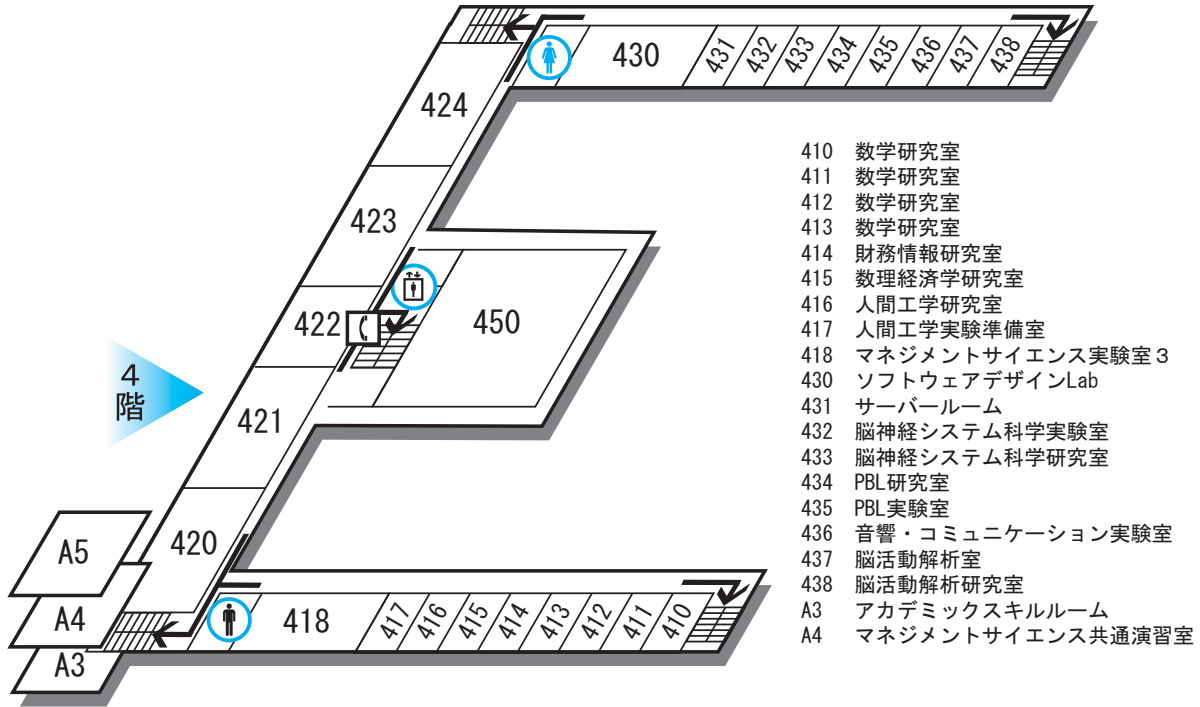 430
431
432
433
434
435
436
437
438
424
423
422
450
421
4
階
420
A5
A4
A3
418
417
416
415
414
413
412
411
410
410 数学研究室
411 数学研究室
412 数学研究室
413 数学研究室
414 財務情報研究室
415 数理経済学研究室
416 人間工学研究室
417 人間工学実験準備室
418 マネジメントサイエンス実験室３
430 ソフトウェアデザインLab
431 サーバールーム
432 脳神経システム科学実験室
433 脳神経システム科学研究室
434 PBL研究室
435 PBL実験室
436 音響・コミュニケーション実験室
437 脳活動解析室
438 脳活動解析研究室
A3 アカデミックスキルルーム
A4 マネジメントサイエンス共通演習室